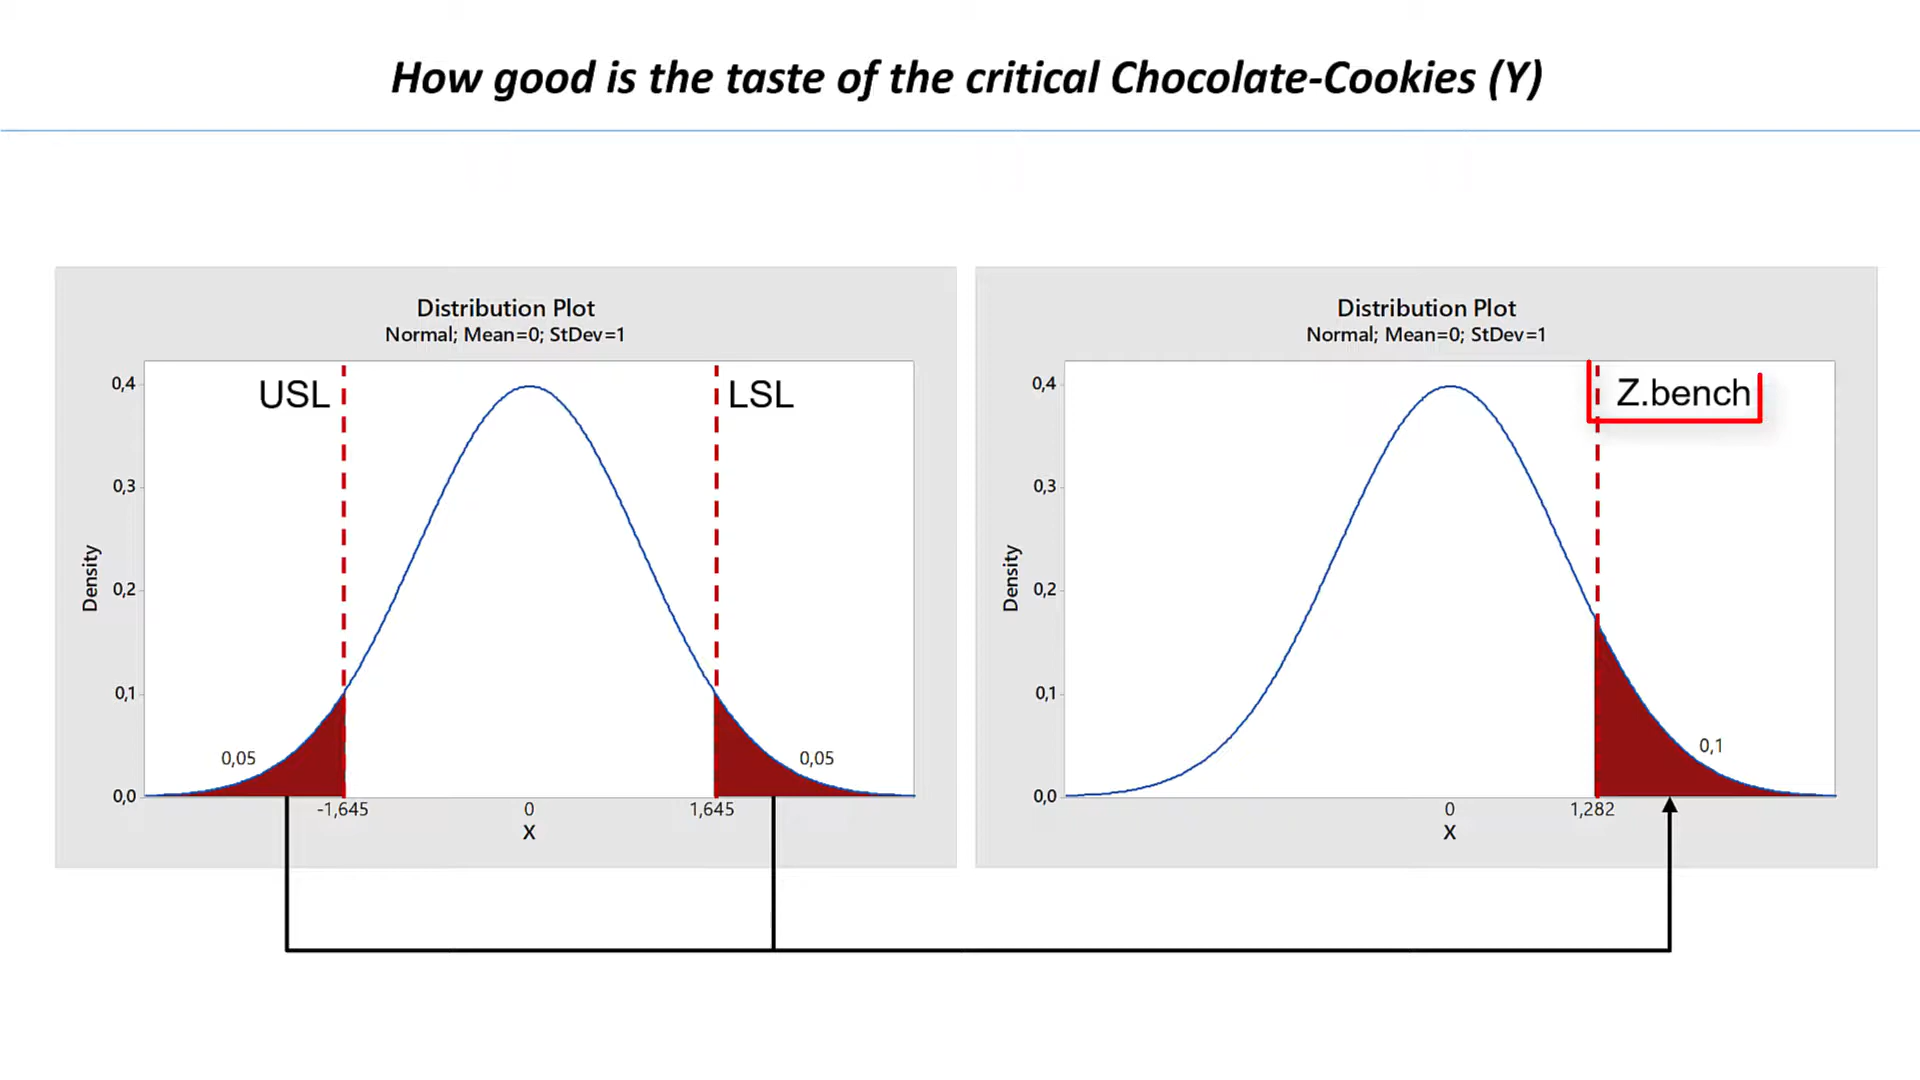 How good is the taste of the critical Chocolate-Cookies (Y)
Distribution Plot
Normal; Mean=0; StDev=1
USL
LSL
0,4
0,3
0,2
0,1
0,0
Density
0,05
0,05
-1,645
0
1,645
X
Distribution Plot
Normal; Mean=0; StDev=1
Z.bench
0,4
0,3
0,2
0,1
0,0
Density
0,1
0
1,282
X